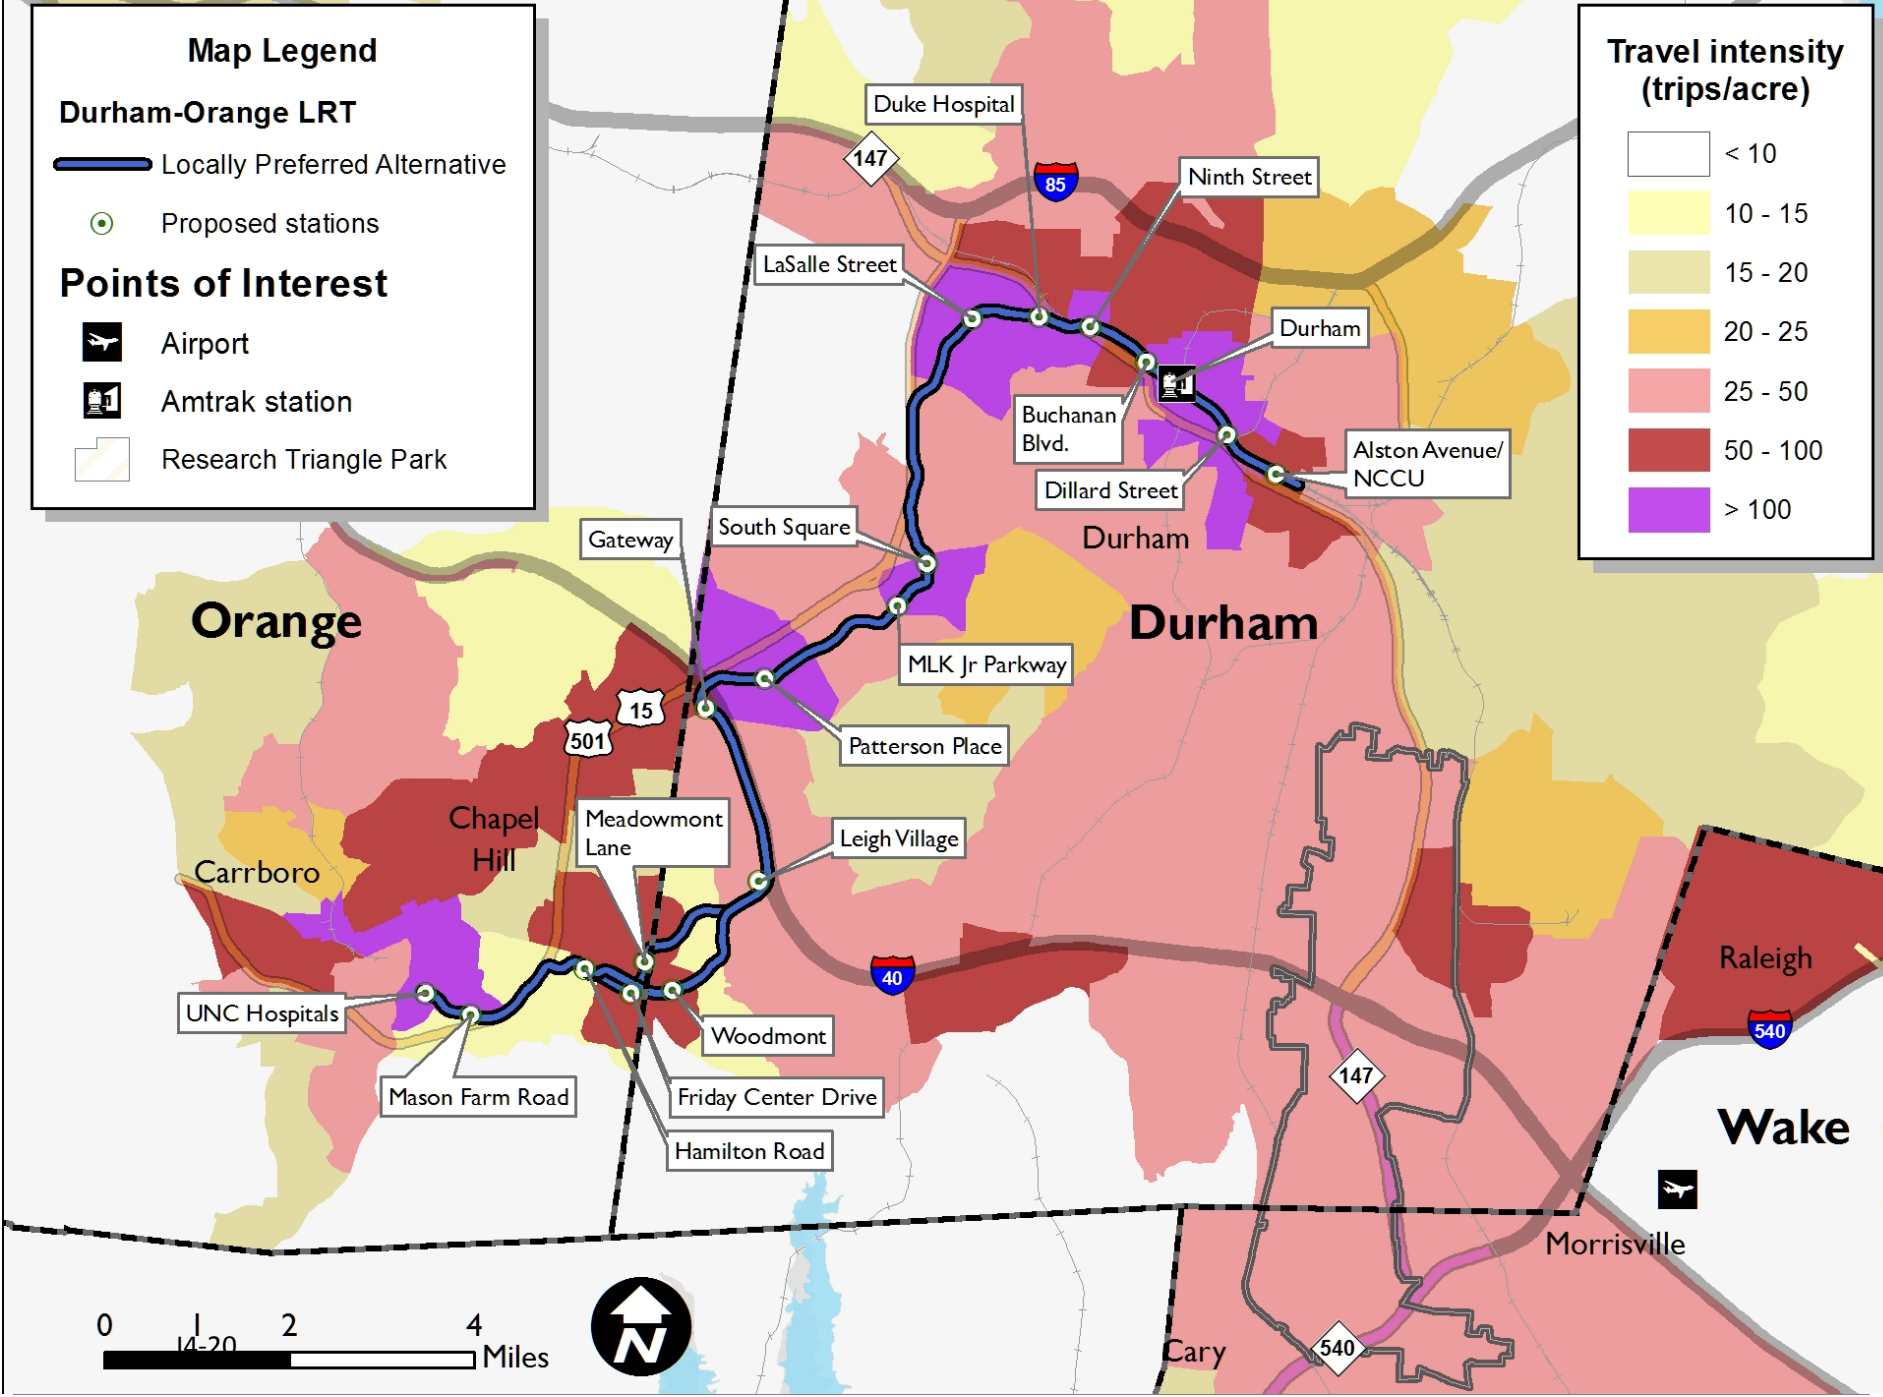 Map Legend
Durham-Orange LRT
Locally Preferred Alternative
Proposed stations
Points of Interest
Airport
Amtrak station
Research Triangle Park
Travel intensity
(trips/acre)
< 10
10 - 15
15 - 20
20 - 25
25 - 50
50 - 100
> 100
Duke Hospital
147
85
Ninth Street
LaSalle Street
Durham
Buchanan
Blvd.
Alston Avenue/
NCCU
Dillard Street
South Square
Gateway
Durham
Orange
Durham
MLK Jr Parkway
15
501
Patterson Place
Chapel
Hill
Meadowmont
Lane
Leigh Village
Carrboro
40
Raleigh
UNC Hospitals
Woodmont
540
Mason Farm Road
Friday Center Drive
147
Wake
Hamilton Road
Morrisville
0 1 2 4
I4-20
Miles
N
Cary
540